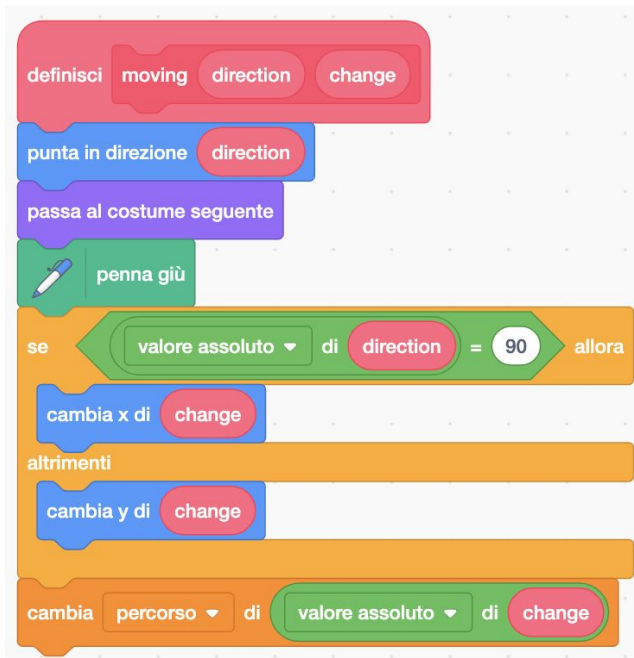 definisci moving direction change
punta in direzione direction
passa al costume seguente
penna giù
se valore assoluto di direction = 90 allora
cambia x di change
altrimenti
cambia y di change
cambia percorso di valore assoluto di change